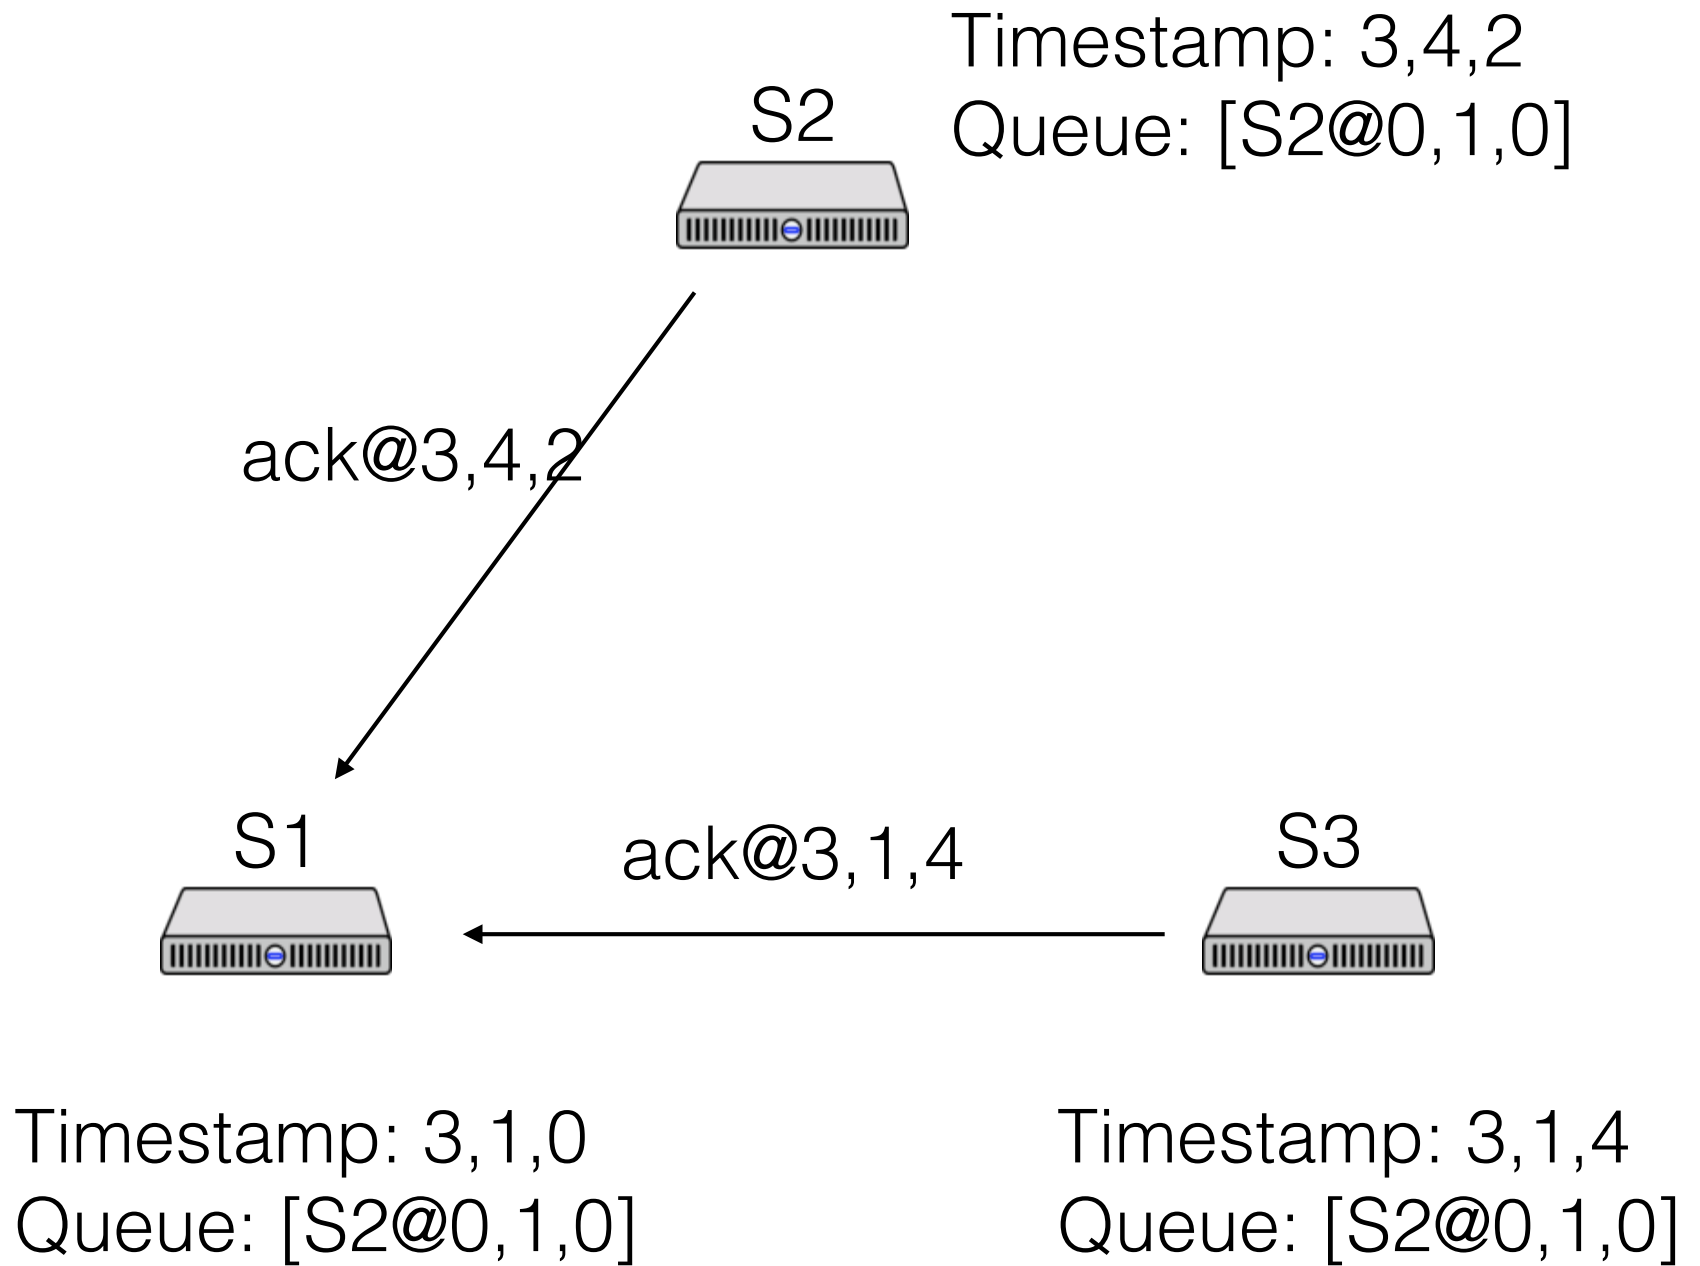 Timestamp: 3,4,2
Queue: [S2@0,1,0]
S2
ack@3,4,2
S1
ack@3,1,4
S3
Timestamp: 3,1,0
Queue: [S2@0,1,0]
Timestamp: 3,1,4
Queue: [S2@0,1,0]